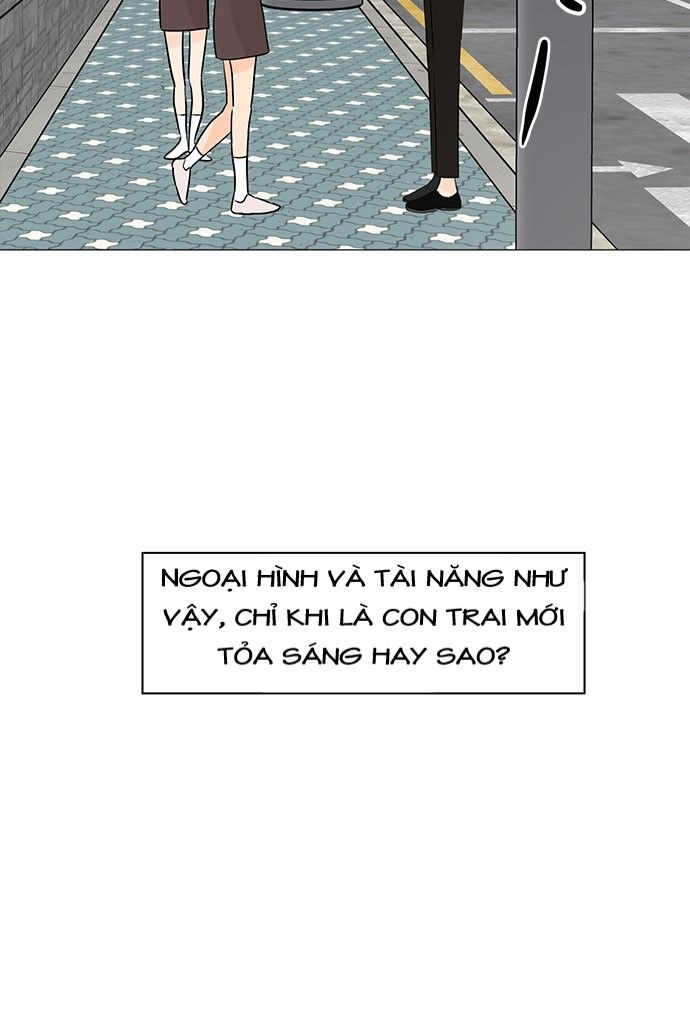 NGOẠI HÌNH VÀ TÀI NĂNG NHƯ
VẬY, CHỈ KHI LÀ CON TRAI MỚI
TỎA SÁNG HAY SAO?